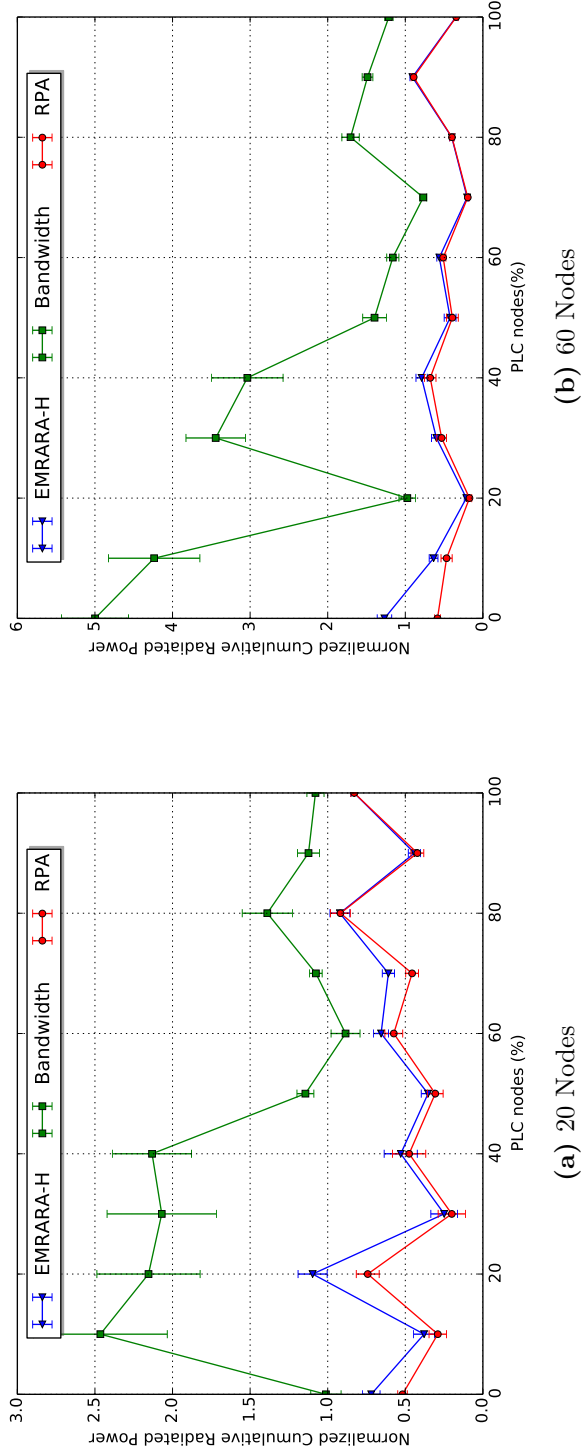 EMRARA-H Bandwidth RPA
3.0
2.5
2.0
1.5
1.0
0.5
0.0
Normalized Cumulative Radiated Power
0 20 40 60 80 100
PLC nodes (%)
(a) 20 Nodes
EMRARA-H Bandwidth RPA
6
5
4
3
2
1
0
Normalized Cumulative Radiated Power
0 20 40 60 80 100
PLC nodes(%)
(b) 60 Nodes